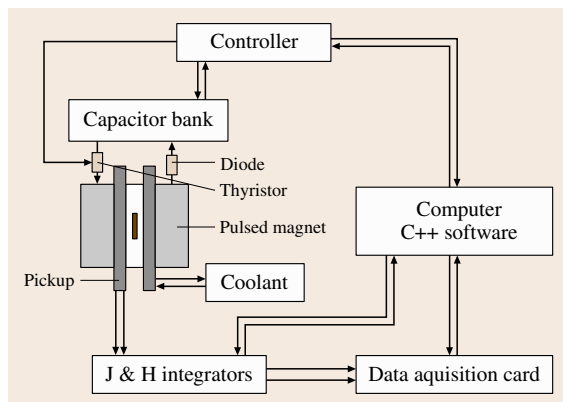 Controller
Capacitor bank
Diode
Thyristor
Pulsed magnet
Computer
C++ software
Pickup
Coolant
J & H integrators
Data aquisition card